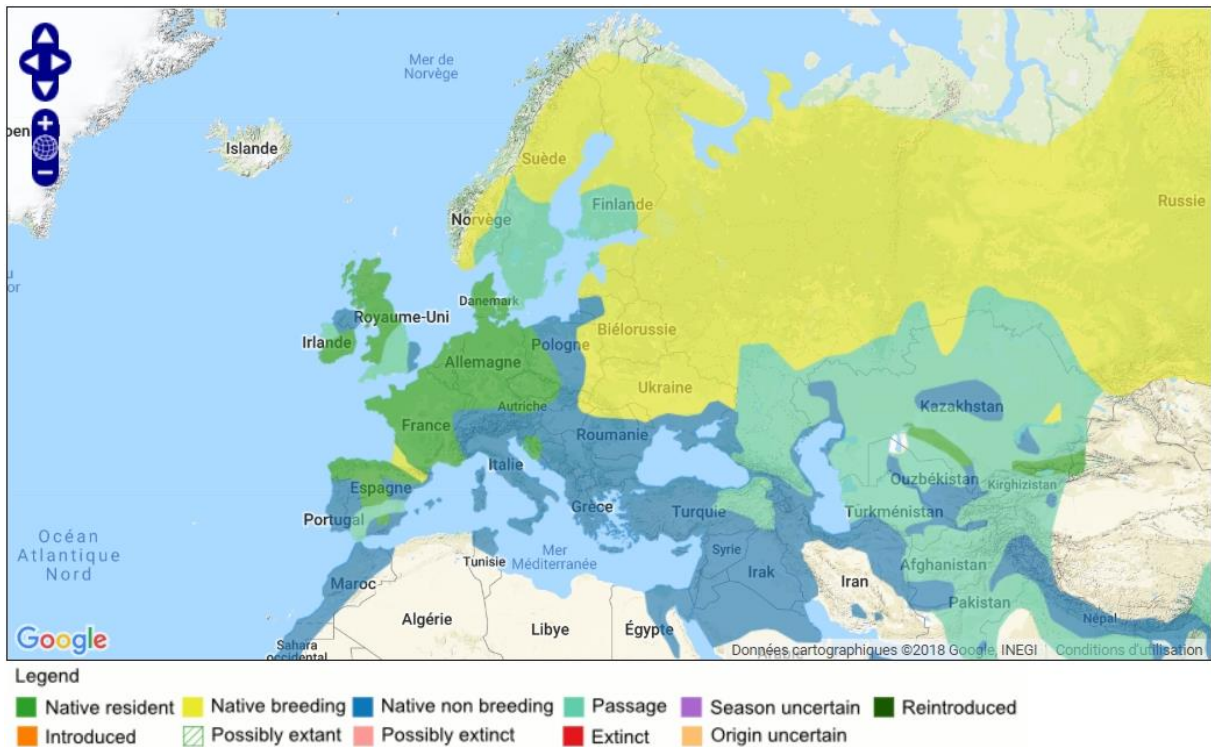 Mer de
Norvège
Islande
Suède
Finlande
Norvège
Russie
Danemark
Royaume-Uni
Irlande
Biélorussie
Pologne
Allemagne
Ukraine
Autriche
France
Kazakhstan
Roumanie
Italie
Espagne
Ouzbékistan
Kirghizistan
Portugal
Grèce
Turquie
Turkménistan
Océan
Atlantique
Nord
Mer
Méditerranée
Syrie
Tunisie
Afghanistan
Maroc
Irak
Iran
Algérie
Libye
Égypte
Pakistan
Népal
Sahara
occidental
Google
Données cartographiques ©2018 Google, INEGI Conditions d'utilisation
Legend
Native resident Native breeding Native non breeding Passage Season uncertain Reintroduced
Introduced Possibly extant Possibly extinct Extinct Origin uncertain